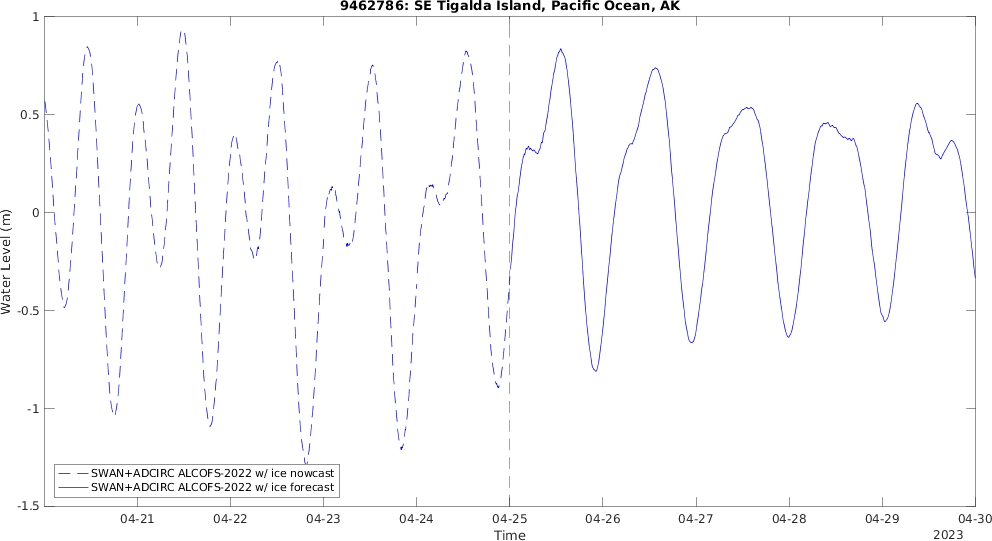 9462786: SE Tigalda Island, Pacific Ocean, AK
1
0.5
0
-0.5
-1
-1.5
Water Level (m)
SWAN+ADCIRC ALCOFS-2022 w/ ice nowcast
SWAN+ADCIRC ALCOFS-2022 w/ ice forecast
04-21 04-22 04-23 04-24 04-25 04-26 04-27 04-28 04-29 04-30
Time
2023